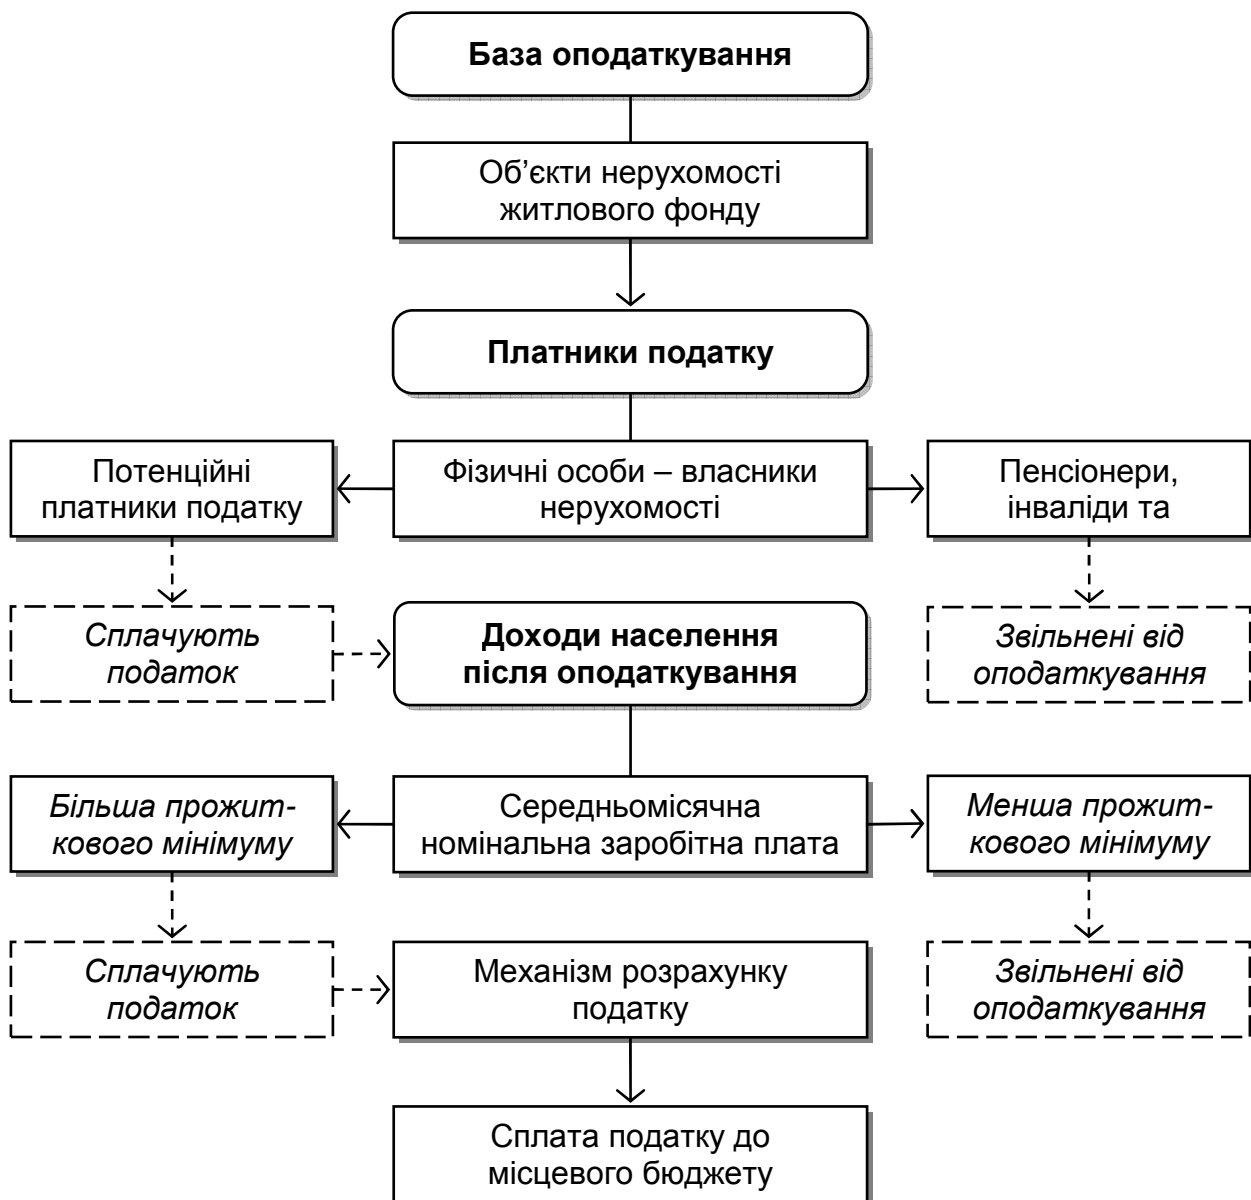 База оподаткування
Об’єкти нерухомості
житлового фонду
Платники податку
Потенційні
платники податку
Фізичні особи – власники
нерухомості
Пенсіонери,
інваліди та
Сплачують
податок
Доходи населення
після оподаткування
Звільнені від
оподаткування
Більша прожит-
кового мінімуму
Середньомісячна
номінальна заробітна плата
Менша прожит-
кового мінімуму
Сплачують
податок
Механізм розрахунку
податку
Звільнені від
оподаткування
Сплата податку до
місцевого бюджету